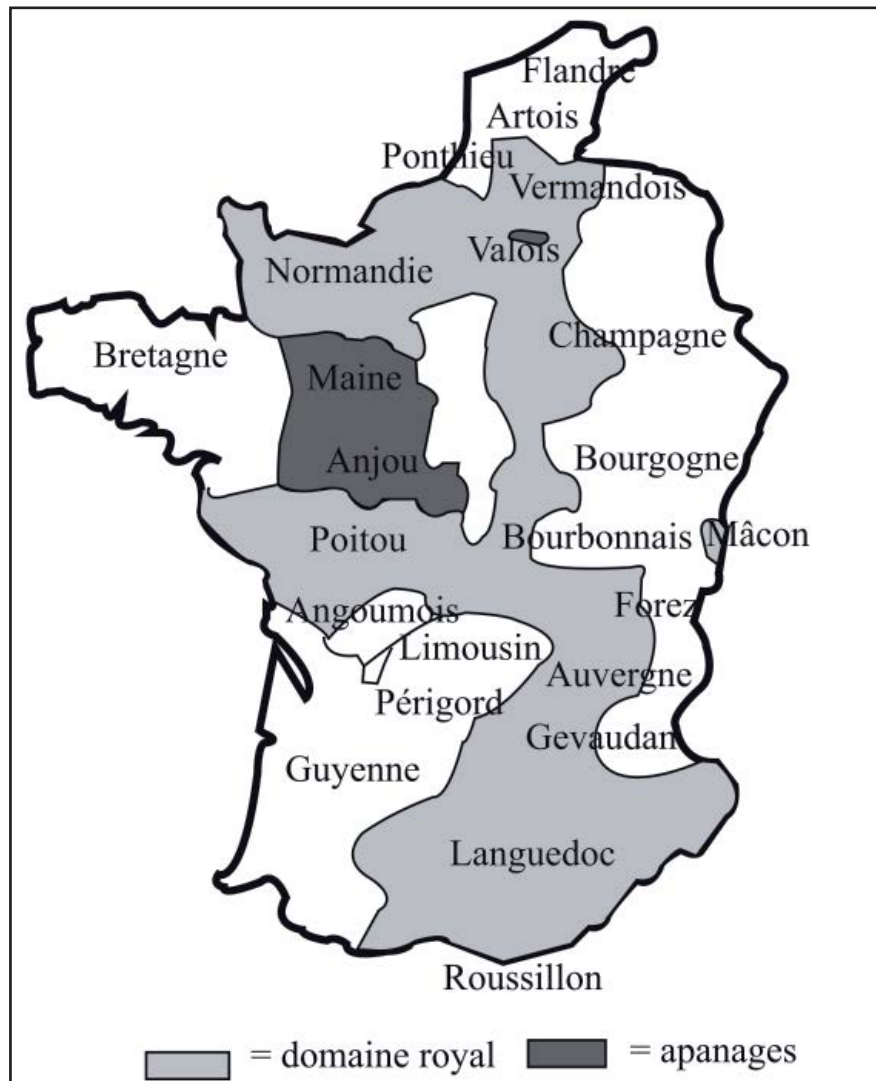 Flandre
Artois
Ponthieu
Vermandois
Valois
Normandie
Champagne
Bretagne
Maine
Anjou
Bourgogne
Poitou
Bourbonnais
Mâcon
Angoumois
Forez
Limousin
Auvergne
Périgord
Gevaudan
Guyenne
Languedoc
Roussillon
= domaine royal = apanages